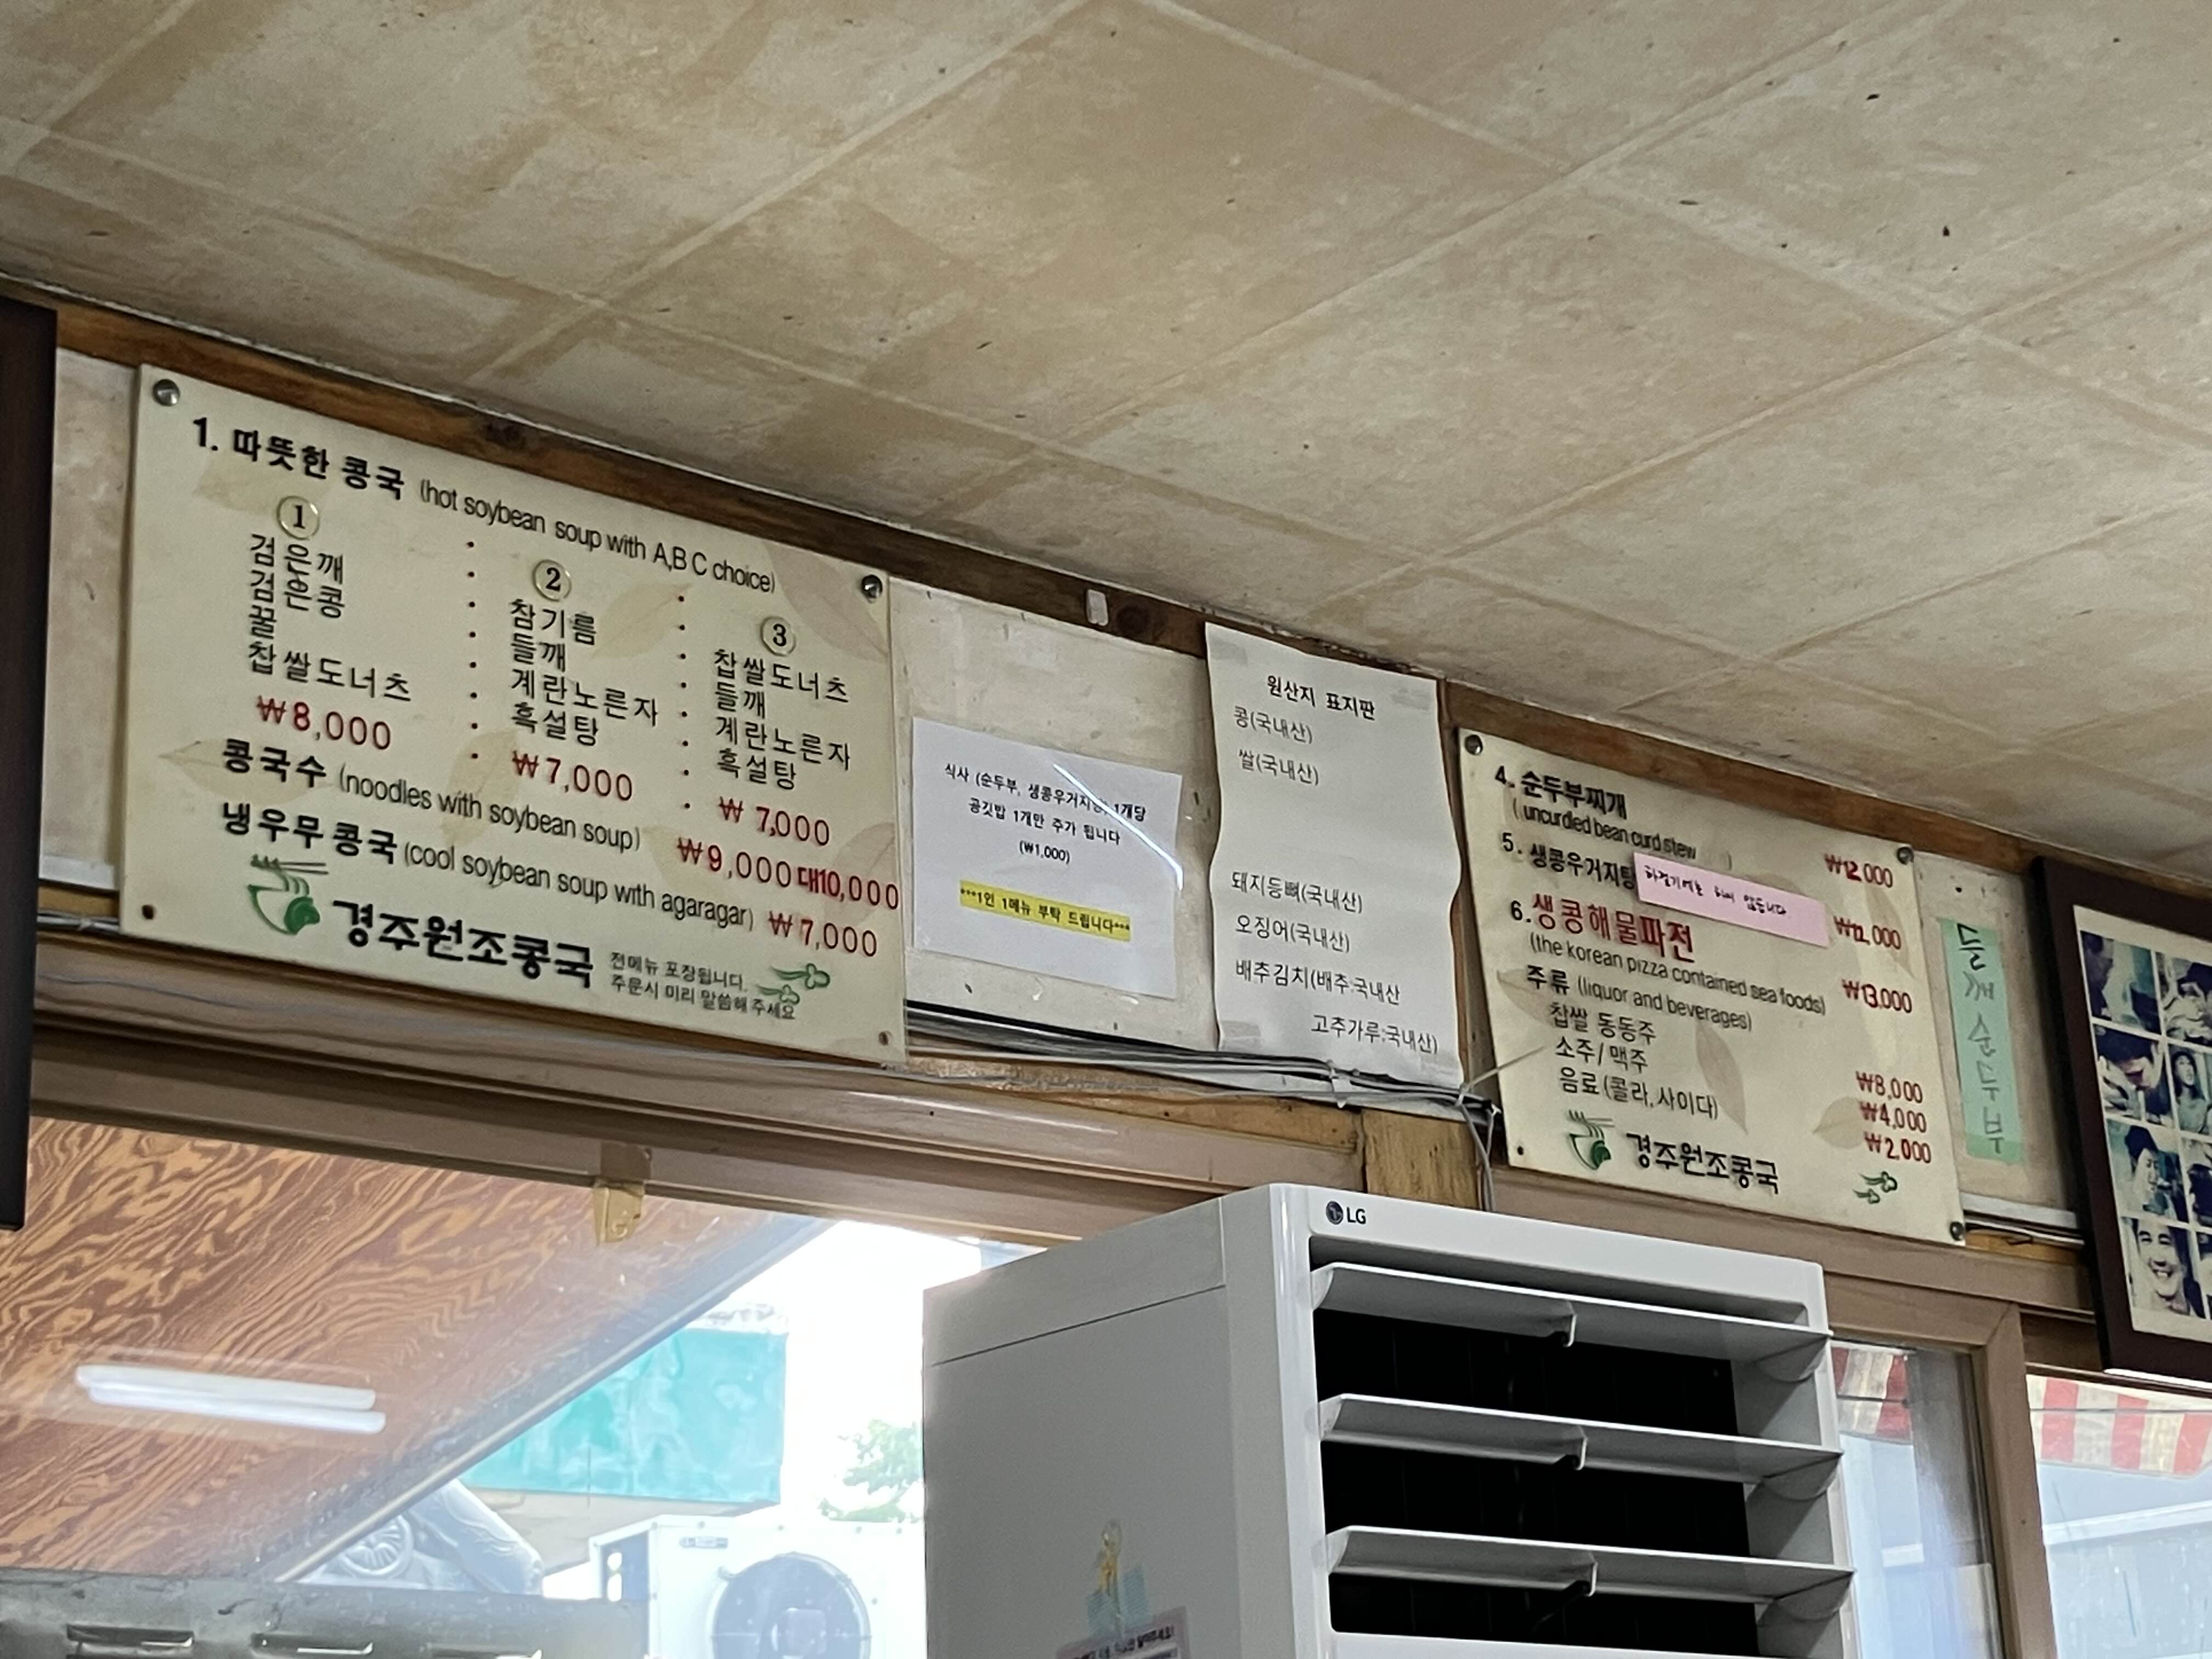 1. 따뜻한 콩국 (hot soybean soup with A,B C choice)
①
검은깨
검은콩
꿀
찹쌀도너츠
₩8,000
②
참기름
들깨
계란노른자
흑설탕
₩7,000
③
찹쌀도너츠
들깨
계란노른자
흑설탕
₩7,000
콩국수 (noodles with soybean soup) ₩9,000 대10,000
냉우무콩국 (cool soybean soup with agaragar) ₩7,000
경주원조콩국
전메뉴 포장됩니다.
주문시 미리 말씀해 주세요
식사 (순두부, 생콩우거지탕) 1개당
공깃밥 1개만 추가 됩니다
(₩1,000)
***1인 1메뉴 부탁 드립니다***
원산지 표지판
콩(국내산)
쌀(국내산)
돼지등뼈(국내산)
오징어(국내산)
배추김치(배추:국내산
고추가루:국내산)
4. 순두부찌개
(uncurdled bean curd stew) ₩12,000
5. 생콩우거지탕 ₩12,000
하절기에는 하지 않습니다
6. 생콩해물파전
(the korean pizza contained sea foods) ₩13,000
주류 (liquor and beverages)
찹쌀 동동주 ₩8,000
소주/맥주 ₩4,000
음료(콜라,사이다) ₩2,000
경주원조콩국
들깨순두부
LG